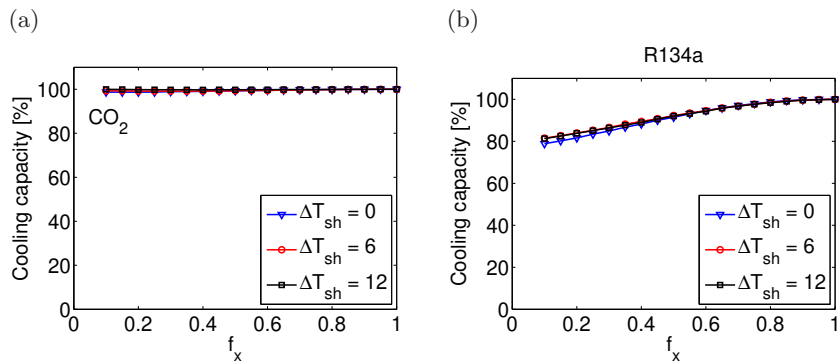 (a)
Cooling capacity [%]
120
100
80
60
40
20
0
CO2
ΔTsh = 0
ΔTsh = 6
ΔTsh = 12
0 0.2 0.4 0.6 0.8 1
fx
(b)
R134a
Cooling capacity [%]
120
100
80
60
40
20
0
ΔTsh = 0
ΔTsh = 6
ΔTsh = 12
0 0.2 0.4 0.6 0.8 1
fx